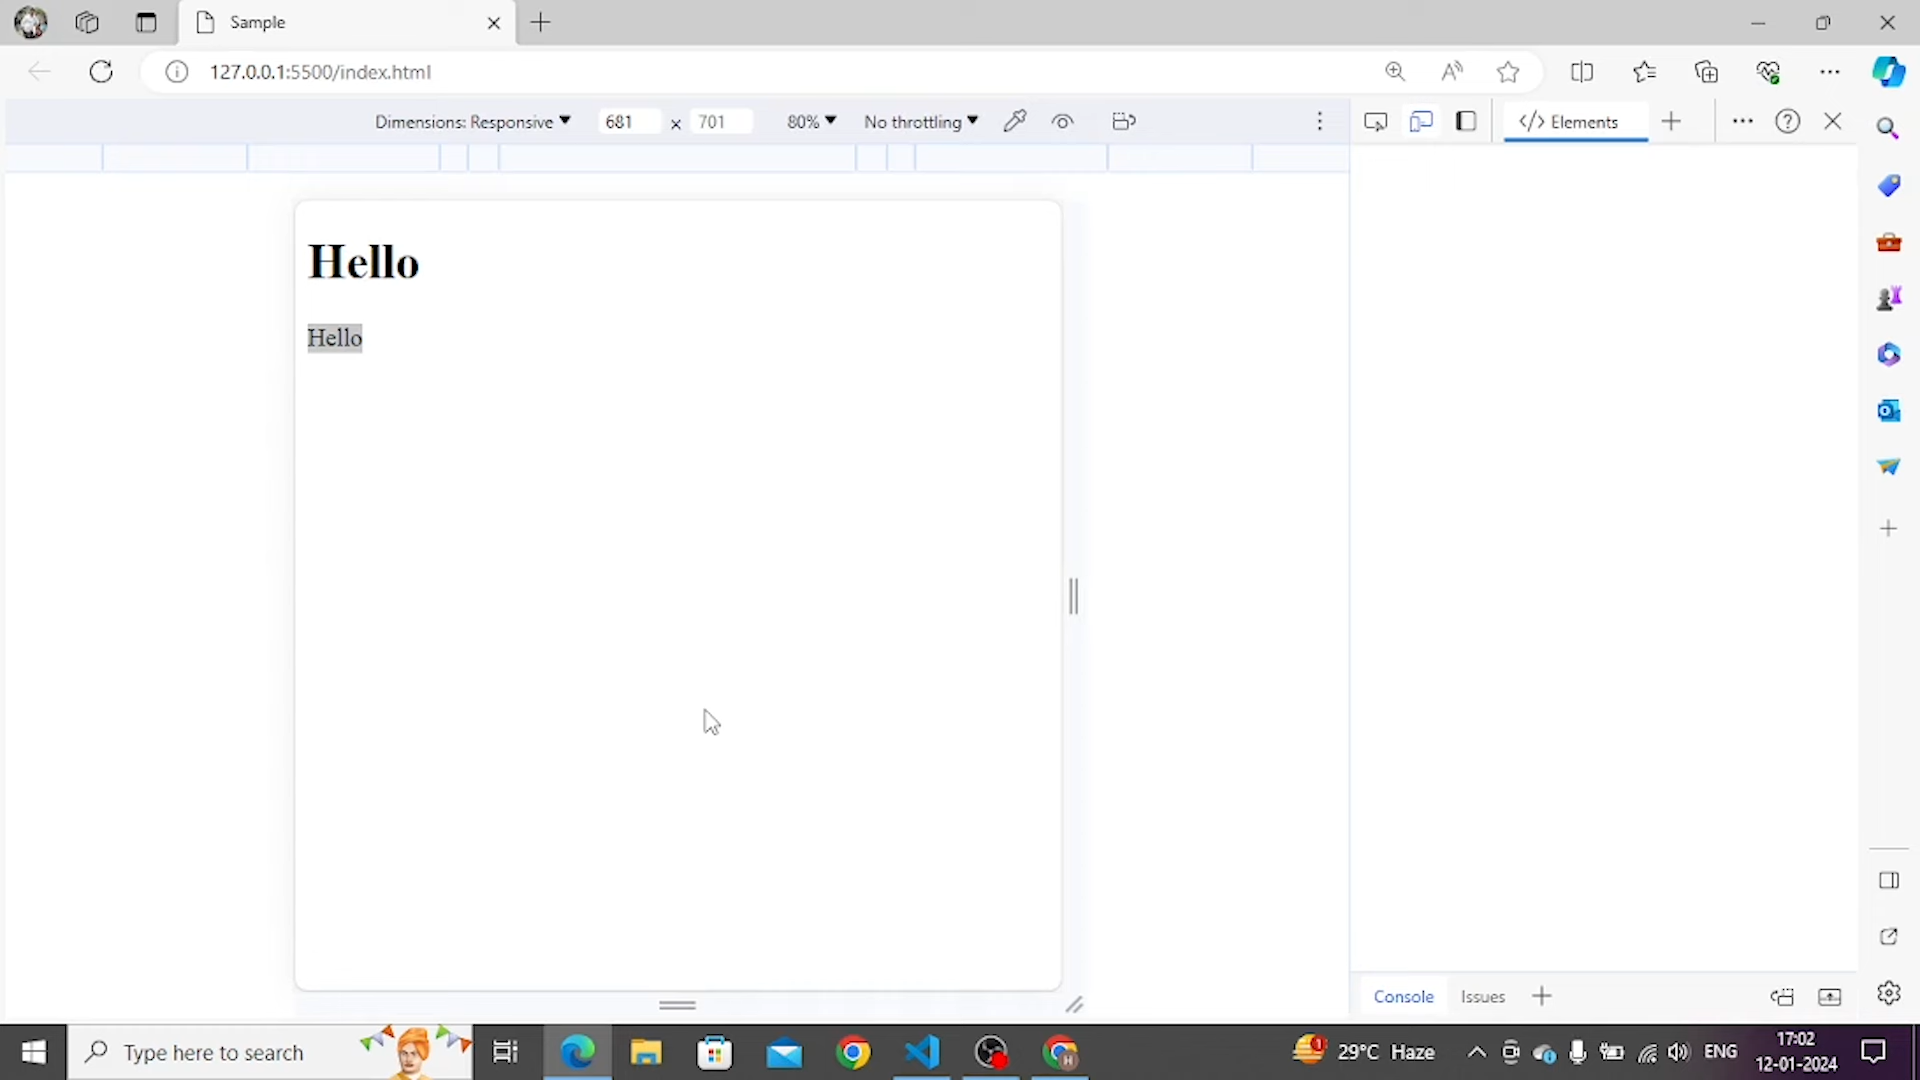 Sample
127.0.0.1:5500/index.html
Dimensions: Responsive 681 x 701 80% No throttling
</> Elements
Hello
Hello
Console Issues
Type here to search
29°C Haze
ENG
17:02
12-01-2024